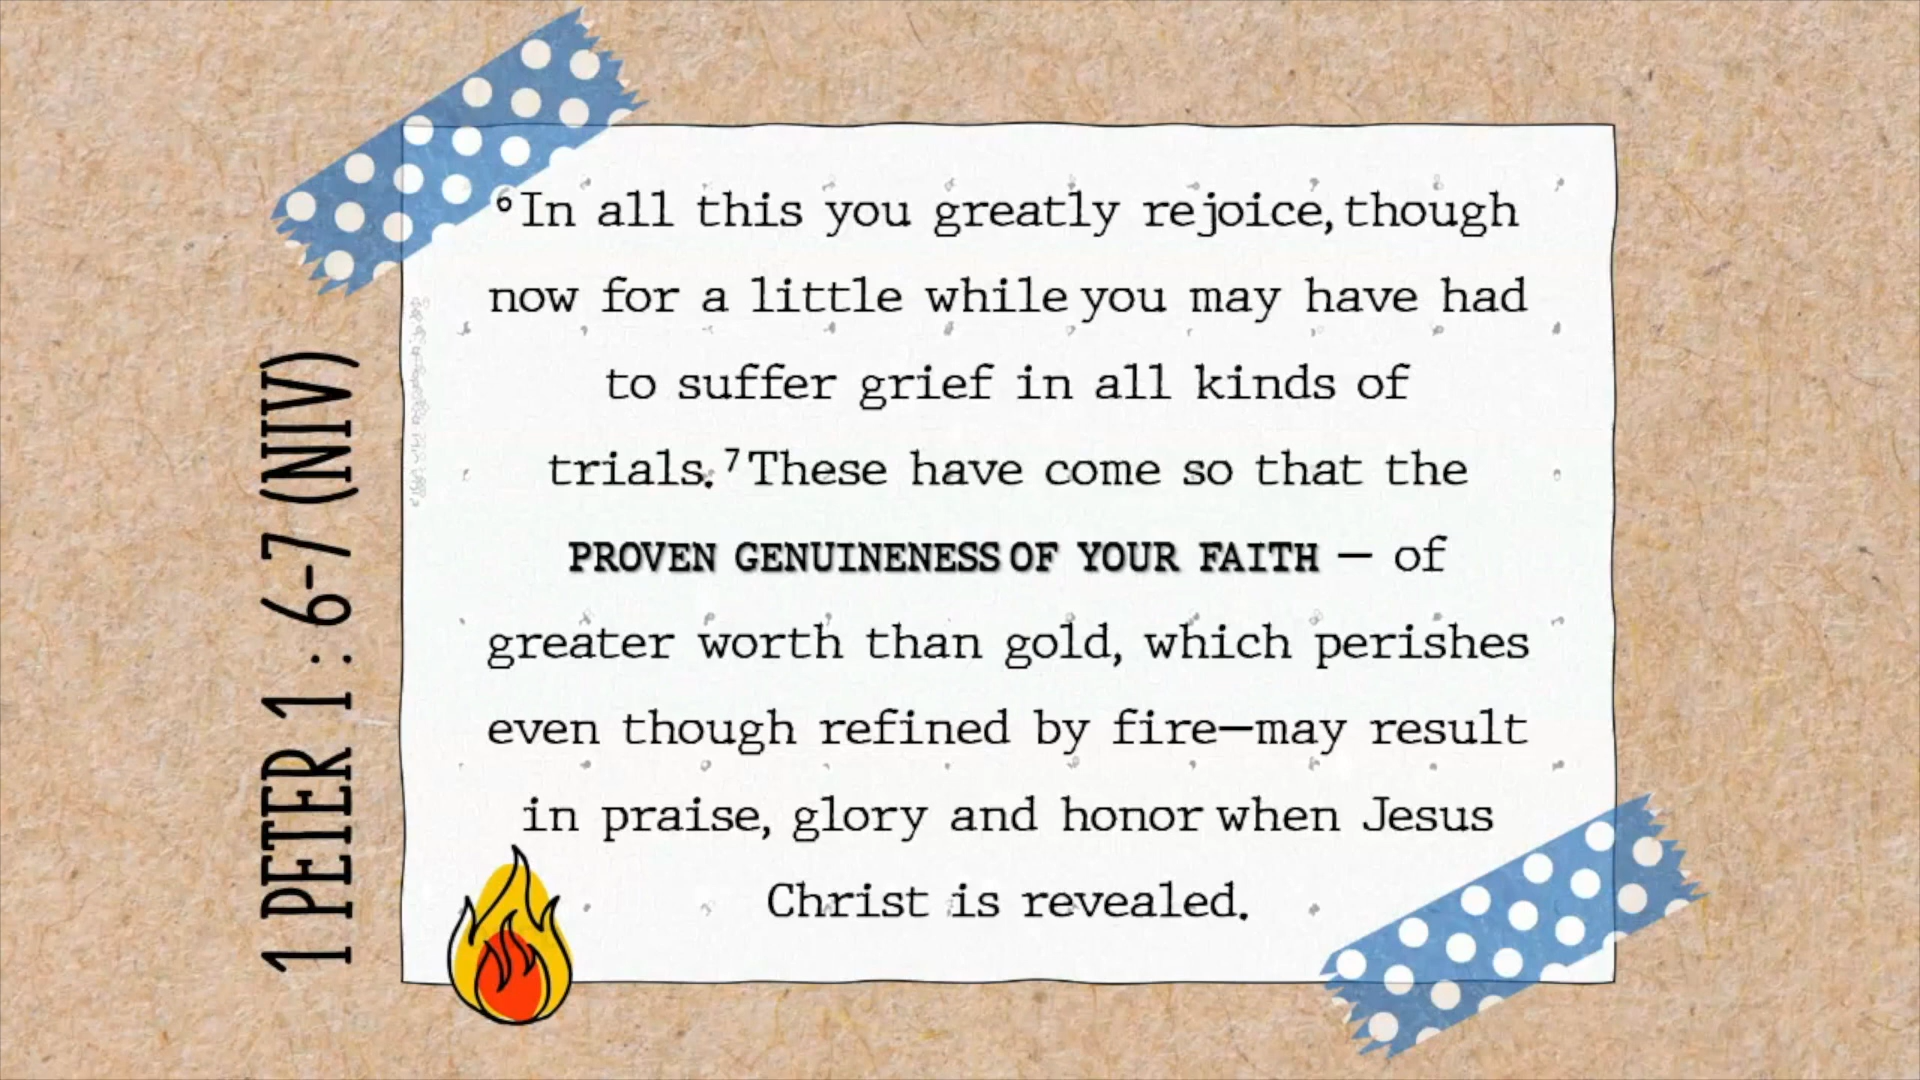 1 PETER 1 : 6-7 (NIV)
⁶In all this you greatly rejoice, though
now for a little while you may have had
to suffer grief in all kinds of
trials. ⁷These have come so that the
PROVEN GENUINENESS OF YOUR FAITH — of
greater worth than gold, which perishes
even though refined by fire—may result
in praise, glory and honor when Jesus
Christ is revealed.